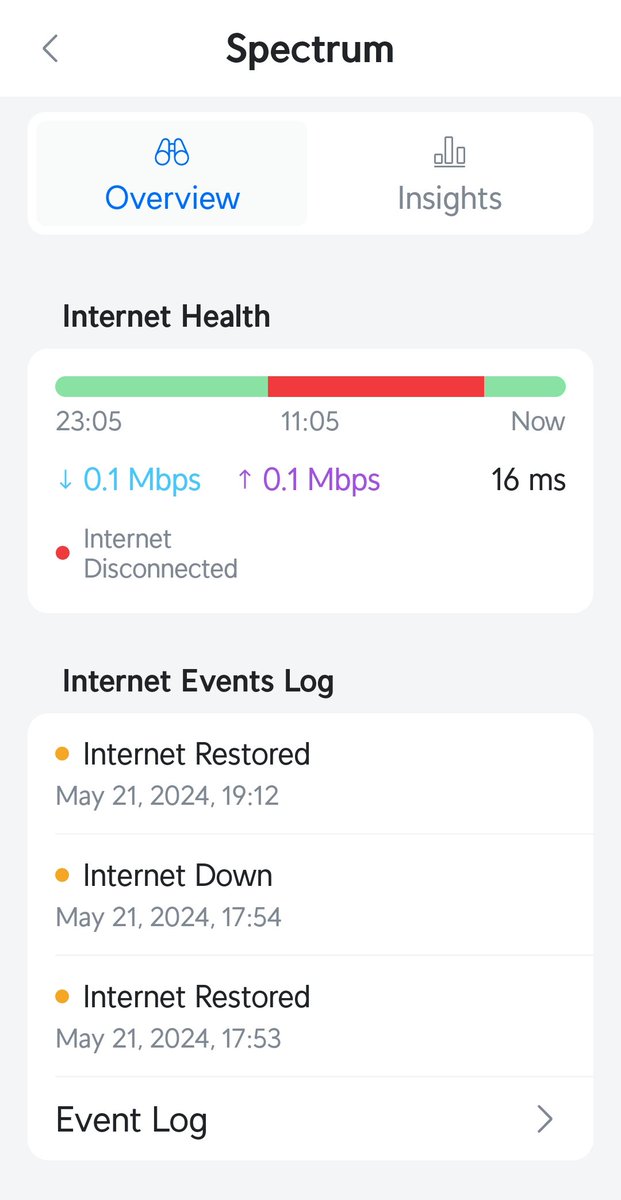 Spectrum
Overview
Insights
Internet Health
23:05 11:05 Now
↓ 0.1 Mbps ↑ 0.1 Mbps 16 ms
Internet
Disconnected
Internet Events Log
Internet Restored
May 21, 2024, 19:12
Internet Down
May 21, 2024, 17:54
Internet Restored
May 21, 2024, 17:53
Event Log